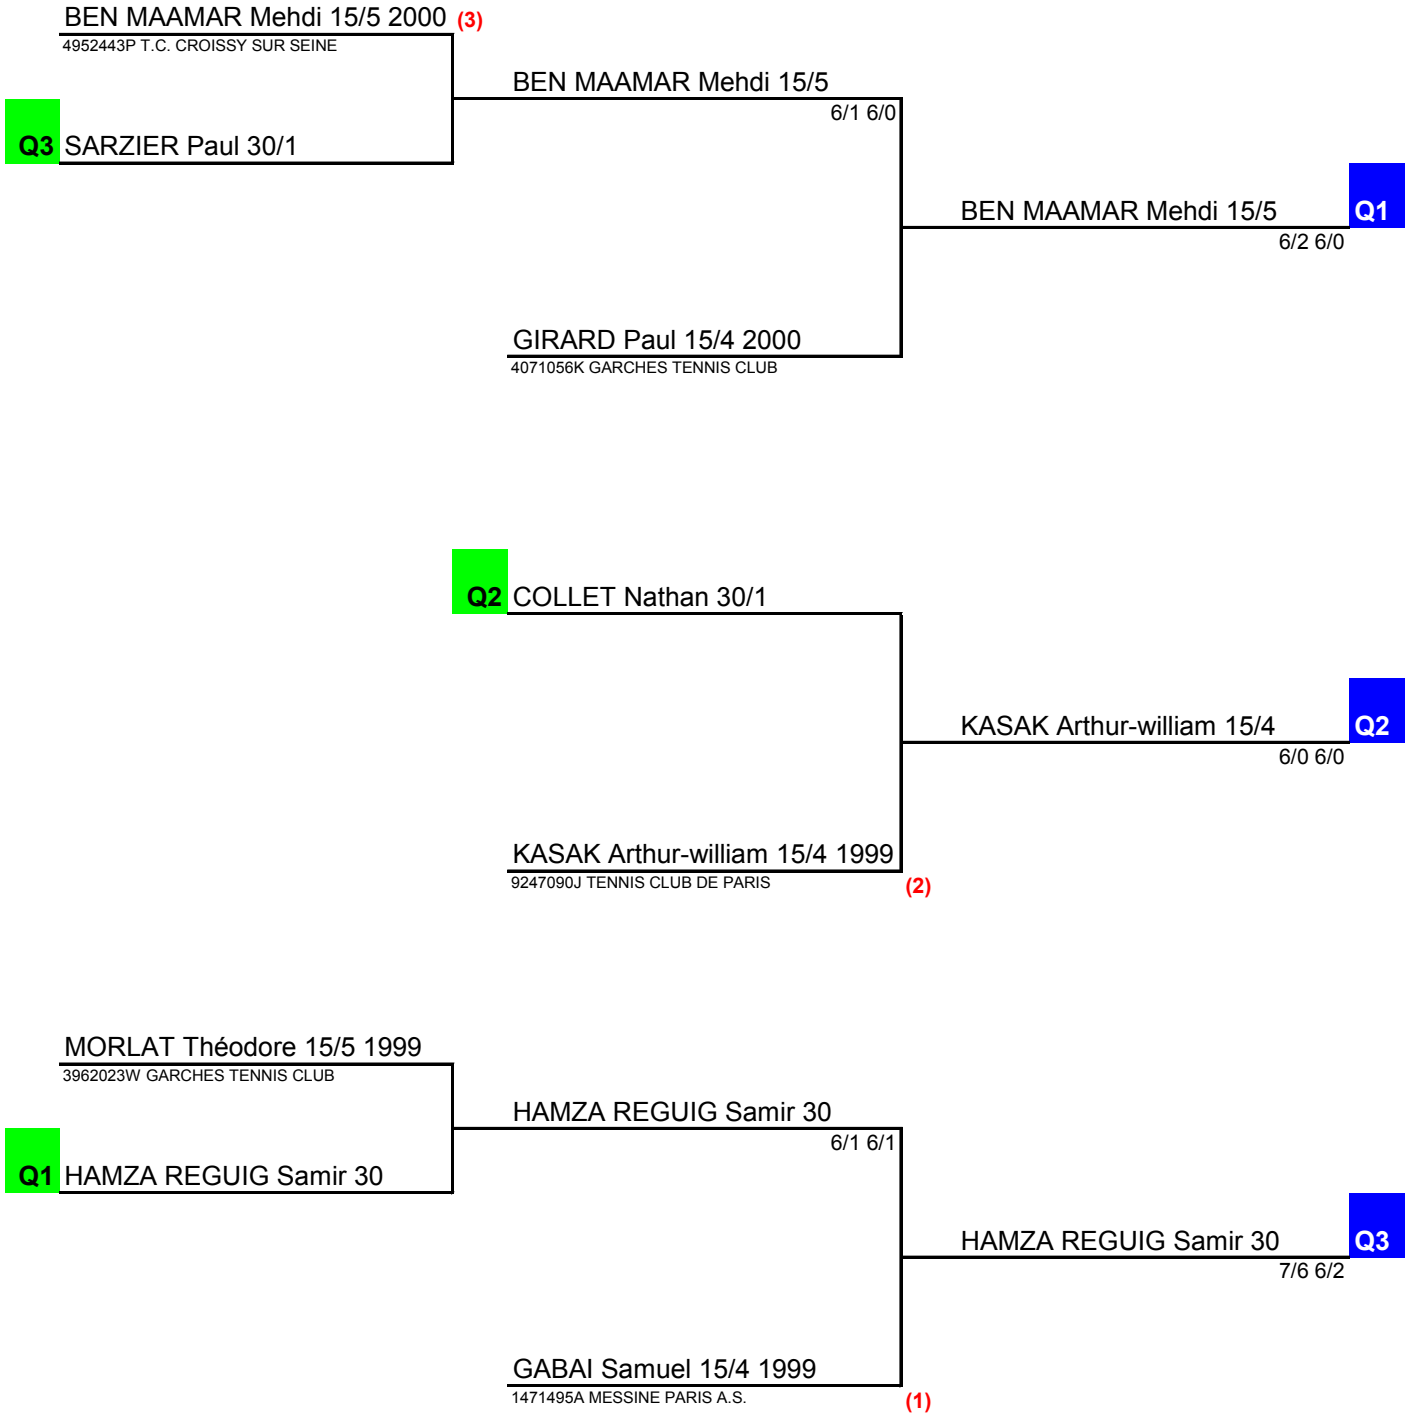 BEN MAAMAR Mehdi 15/5 2000 (3)
4952443P T.C. CROISSY SUR SEINE
BEN MAAMAR Mehdi 15/5
6/1 6/0
Q3 SARZIER Paul 30/1
BEN MAAMAR Mehdi 15/5 Q1
6/2 6/0
GIRARD Paul 15/4 2000
4071056K GARCHES TENNIS CLUB
Q2 COLLET Nathan 30/1
KASAK Arthur-william 15/4 Q2
6/0 6/0
KASAK Arthur-william 15/4 1999
9247090J TENNIS CLUB DE PARIS (2)
MORLAT Théodore 15/5 1999
3962023W GARCHES TENNIS CLUB
HAMZA REGUIG Samir 30
6/1 6/1
Q1 HAMZA REGUIG Samir 30
HAMZA REGUIG Samir 30 Q3
7/6 6/2
GABAI Samuel 15/4 1999
1471495A MESSINE PARIS A.S. (1)